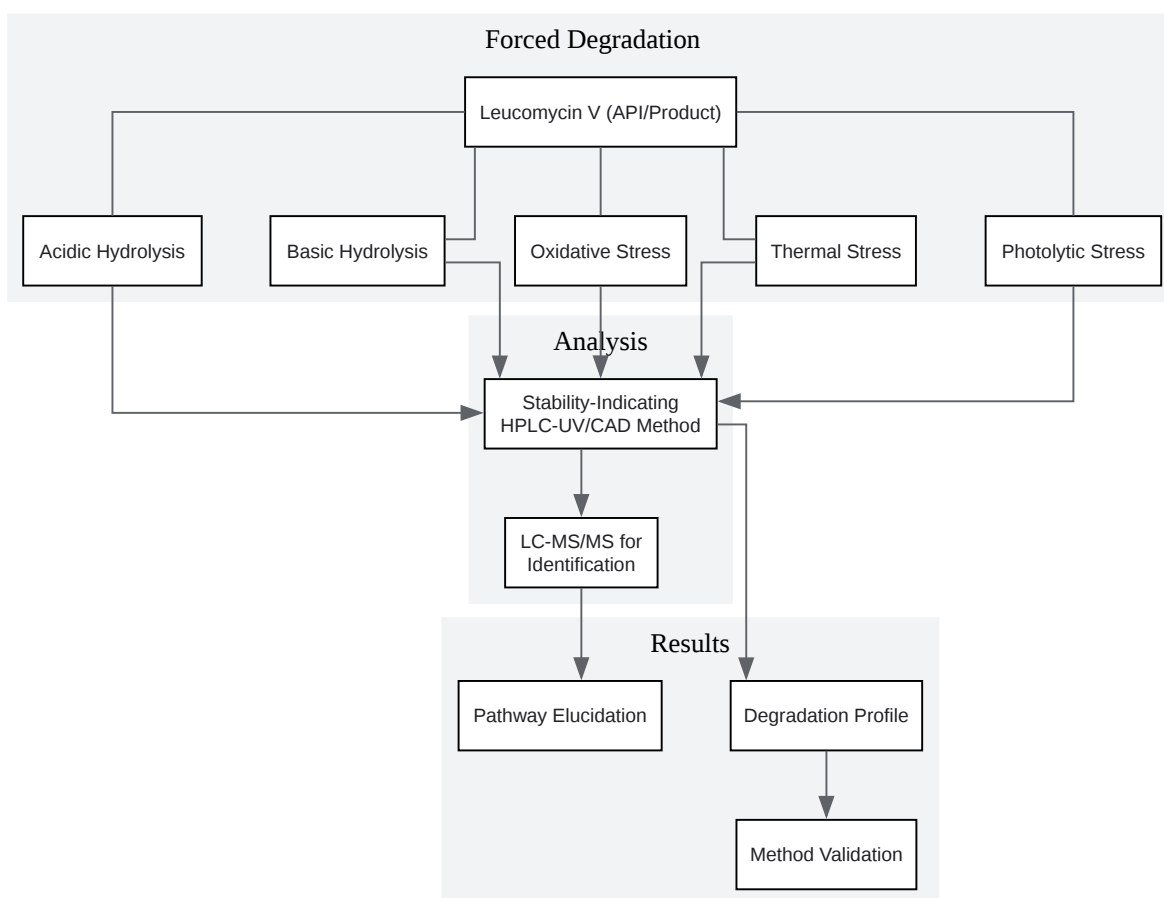 Forced Degradation
Leucomycin V (API/Product)
Acidic Hydrolysis
Basic Hydrolysis
Oxidative Stress
Thermal Stress
Photolytic Stress
Analysis
Stability-Indicating
HPLC-UV/CAD Method
LC-MS/MS for
Identification
Results
Pathway Elucidation
Degradation Profile
Method Validation